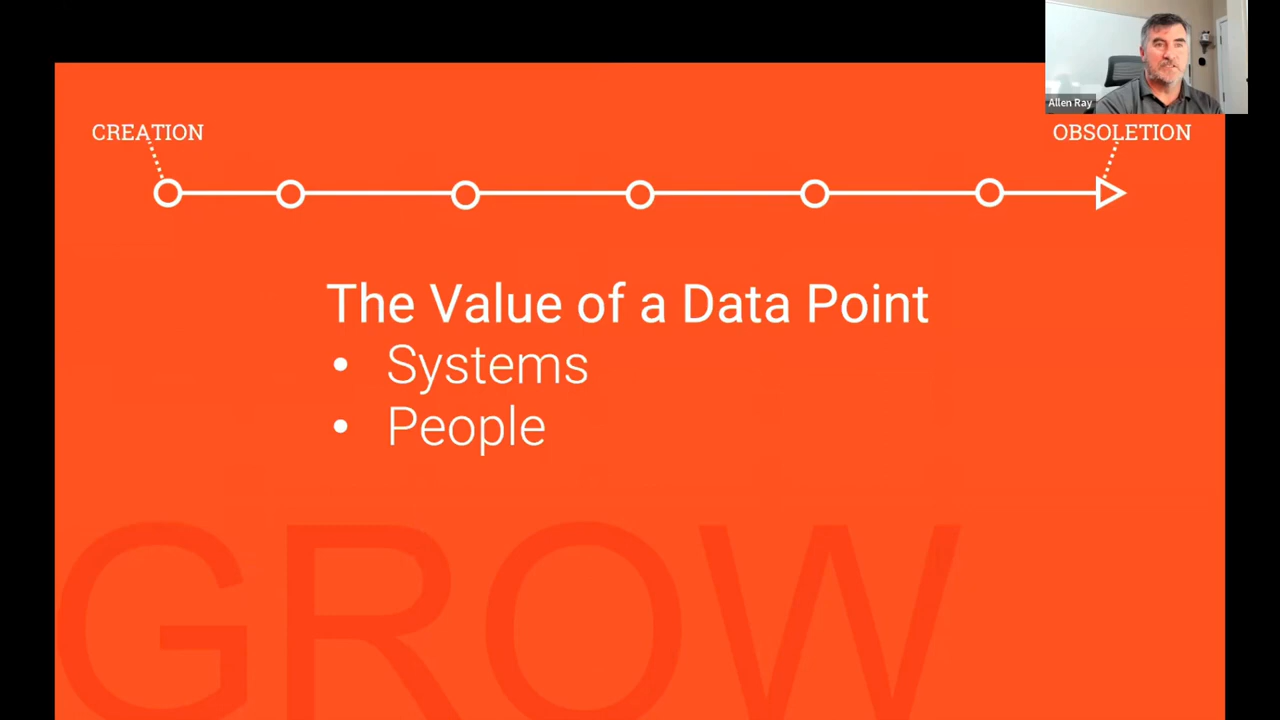 Allen Ray
CREATION
OBSOLETION
The Value of a Data Point
• Systems
• People
GROW